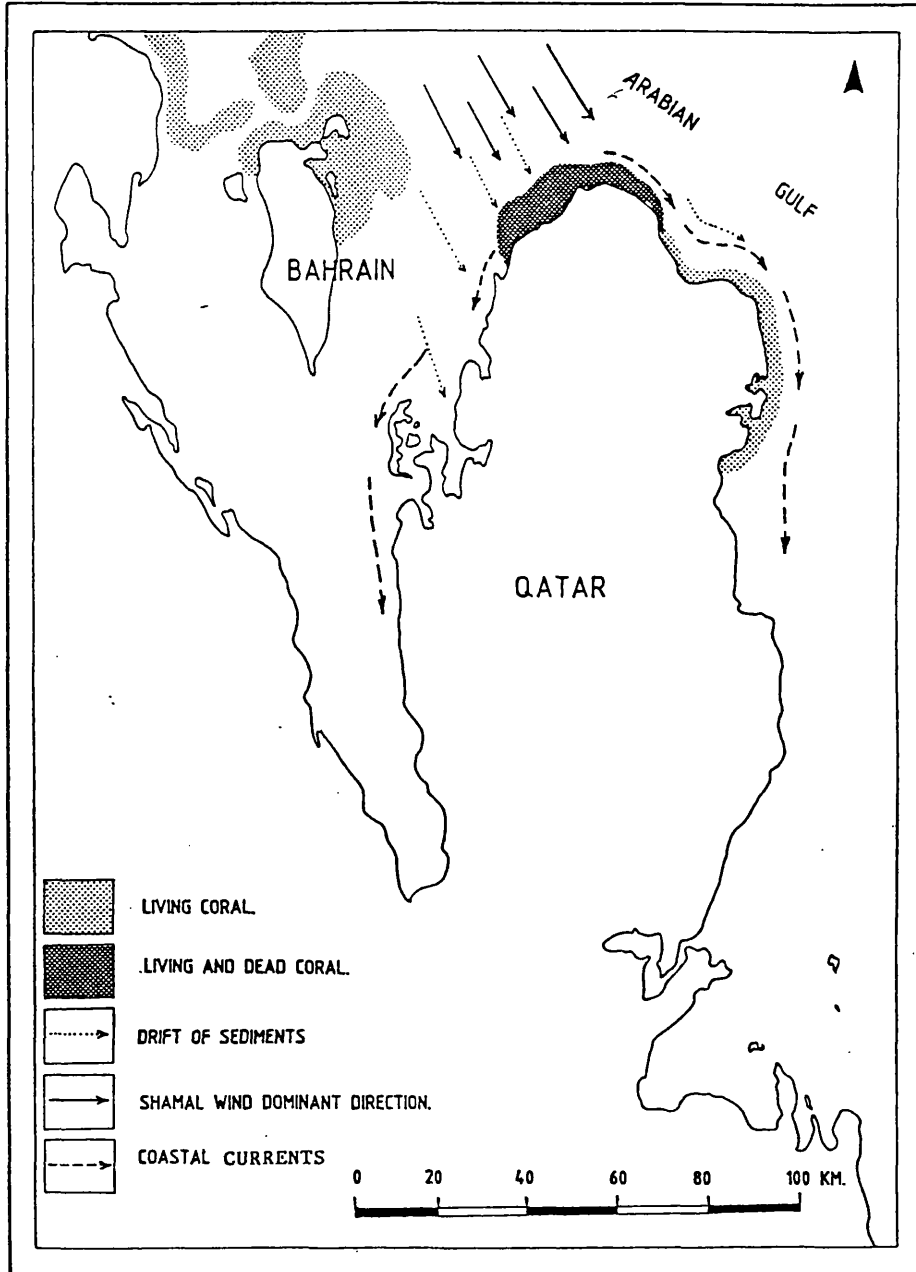 ARABIAN
GULF
BAHRAIN
QATAR
LIVING CORAL.
.LIVING AND DEAD CORAL.
DRIFT OF SEDIMENTS
SHAMAL WIND DOMINANT DIRECTION.
COASTAL CURRENTS
0 20 40 60 80 100 KM.